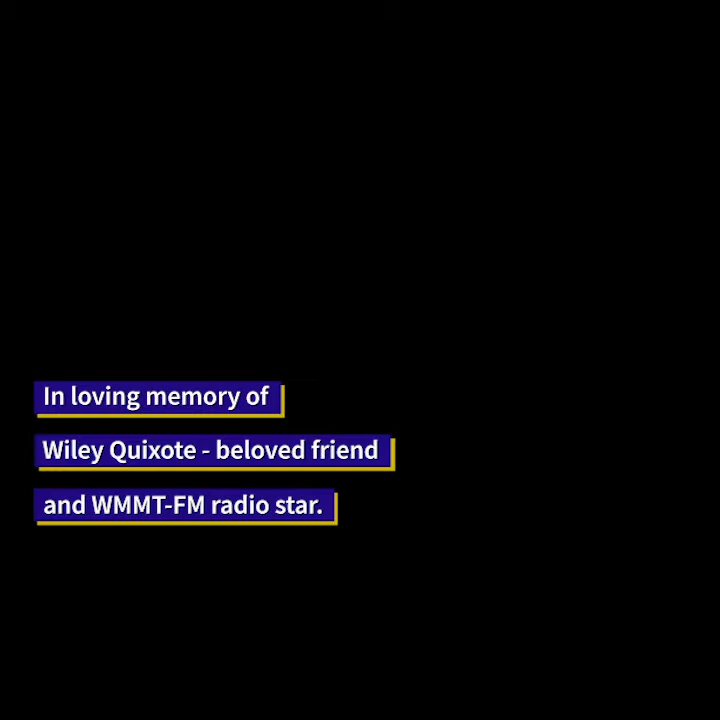 In loving memory of
Wiley Quixote - beloved friend
and WMMT-FM radio star.